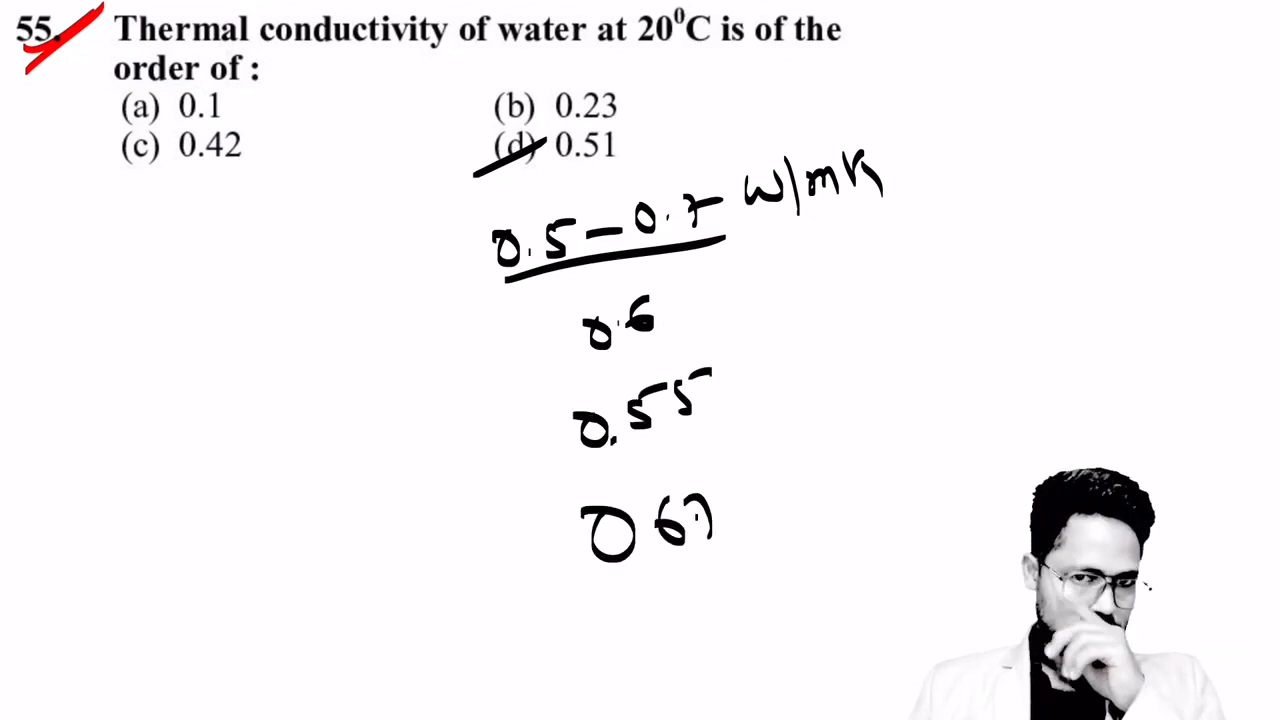 55. Thermal conductivity of water at 20⁰C is of the
order of :
(a) 0.1 (b) 0.23
(c) 0.42 (d) 0.51
0.5-0.7 W/mK
0.6
0.55